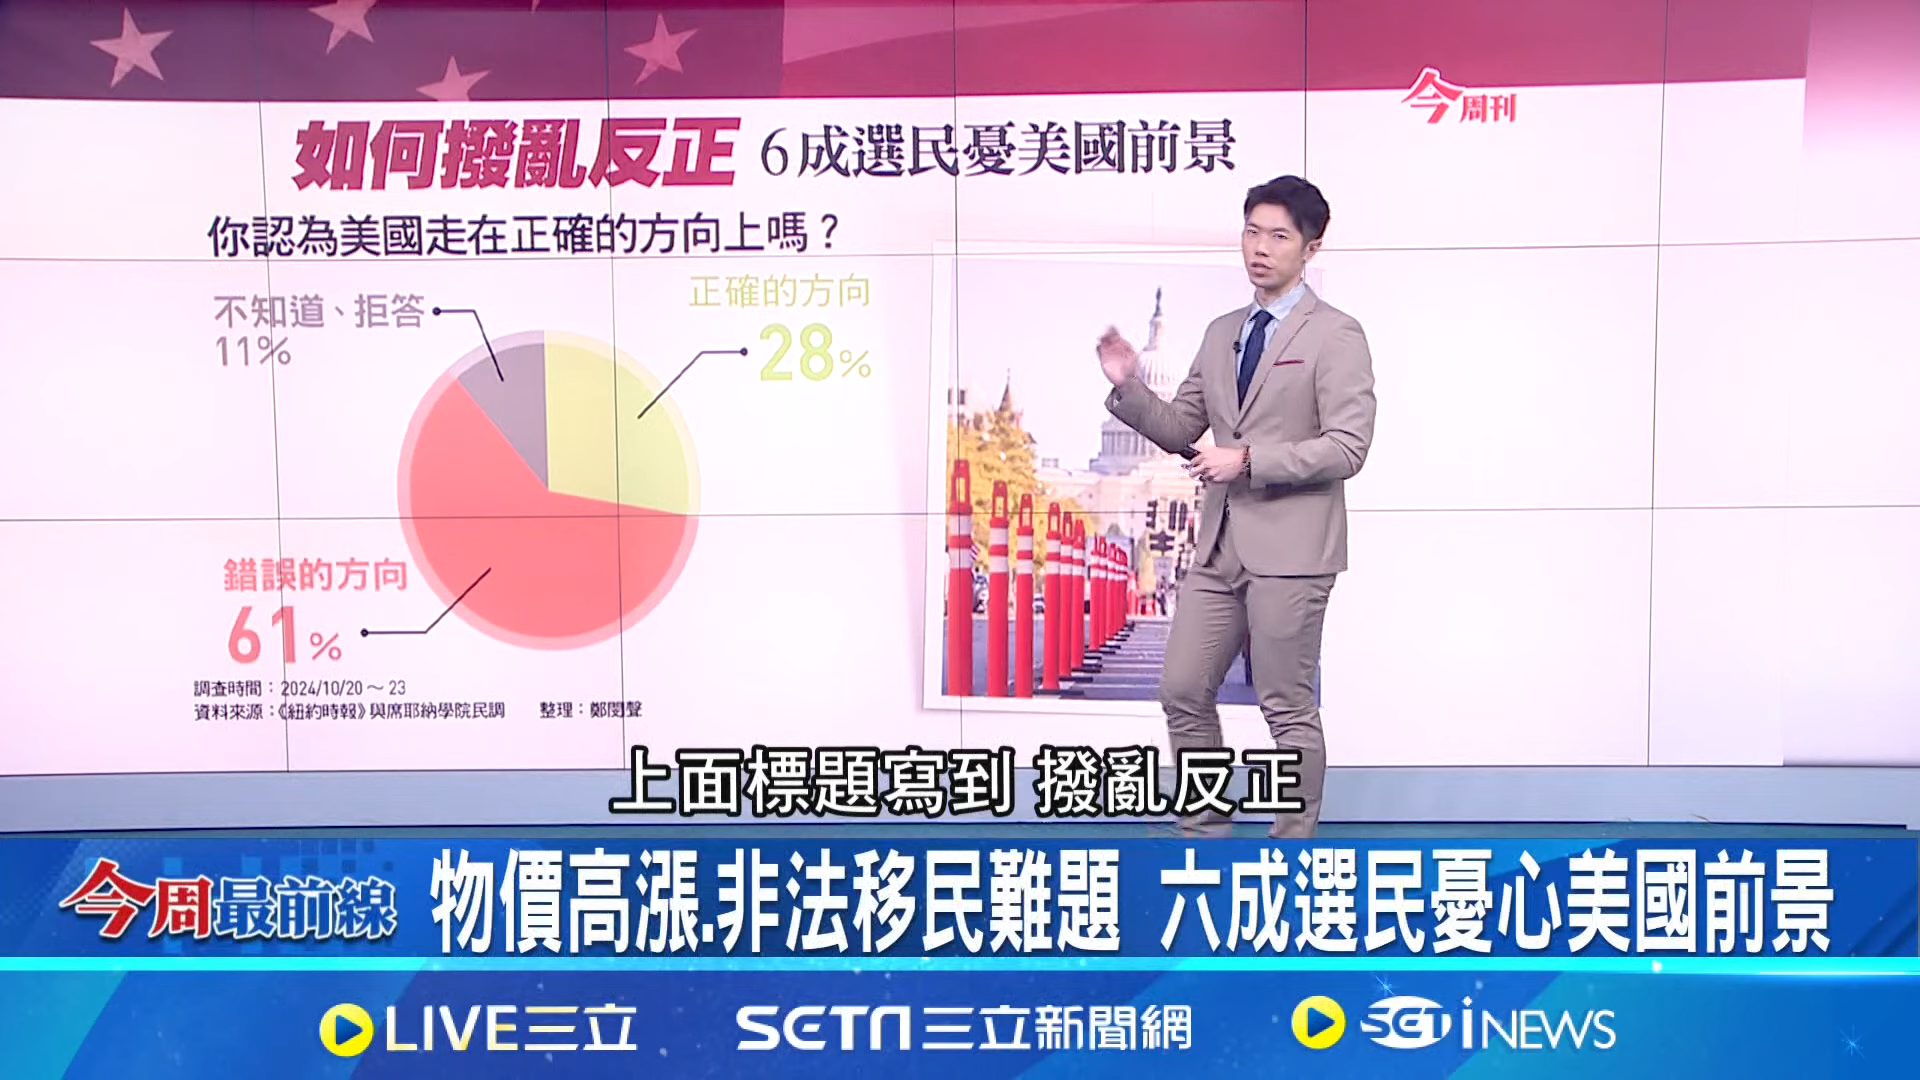 今周刊
如何撥亂反正 6成選民憂美國前景
你認為美國走在正確的方向上嗎？
不知道、拒答
11%
正確的方向
28%
錯誤的方向
61%
調查時間：2024/10/20～23
資料來源：《紐約時報》與席耶納學院民調 整理：鄭閔聲
上面標題寫到 撥亂反正
今周最前線
物價高漲.非法移民難題 六成選民憂心美國前景
LIVE三立
SETN三立新聞網
SETiNEWS